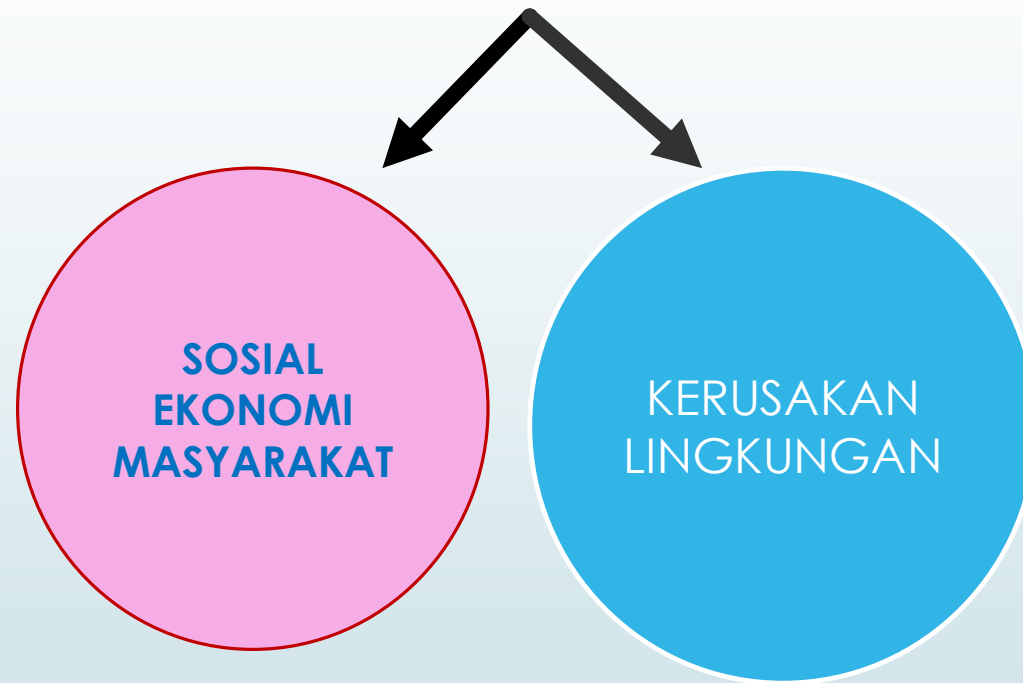 SOSIAL
EKONOMI
MASYARAKAT
KERUSAKAN
LINGKUNGAN